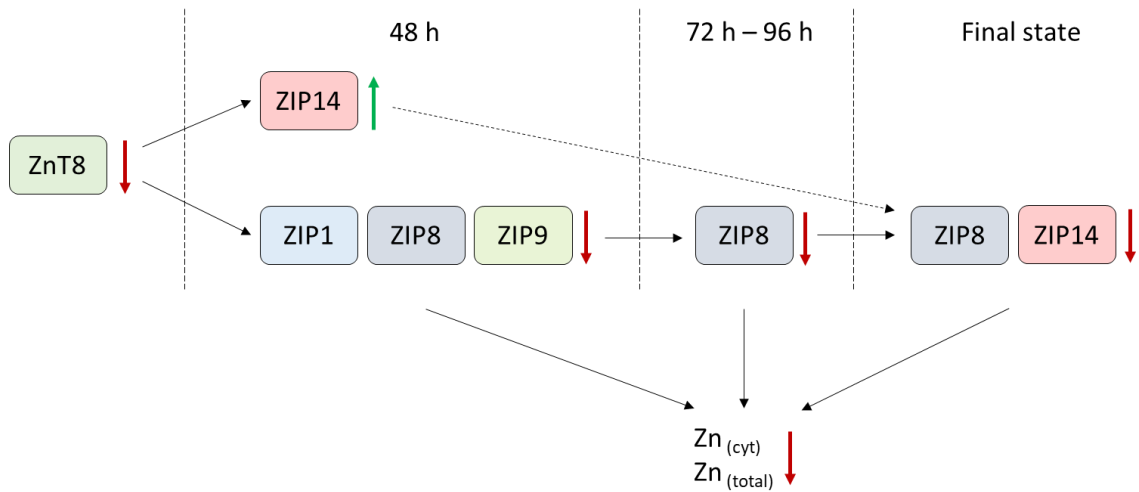 48 h
72 h – 96 h
Final state
ZIP14
ZnT8
ZIP1 ZIP8 ZIP9
ZIP8
ZIP8 ZIP14
Zn (cyt)
Zn (total)